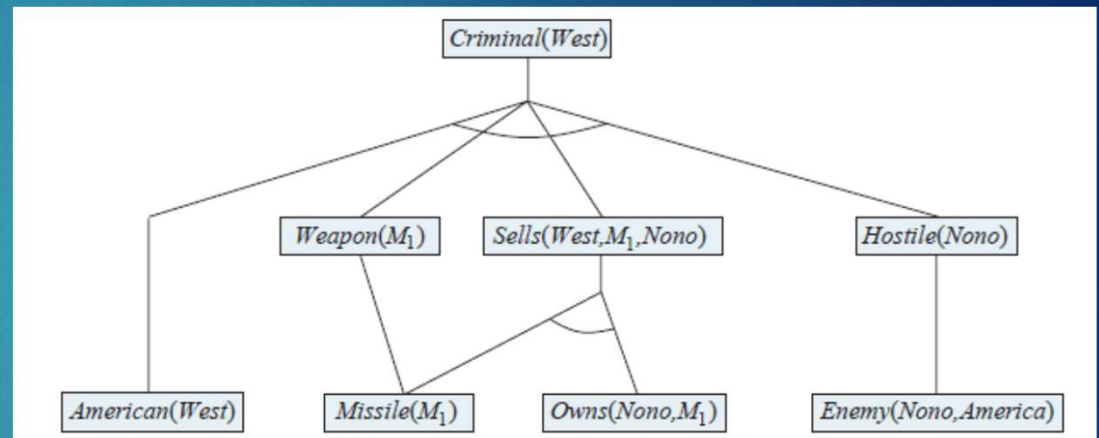 Criminal(West)
Weapon(M₁) Sells(West,M₁,Nono) Hostile(Nono)
American(West) Missile(M₁) Owns(Nono,M₁) Enemy(Nono,America)